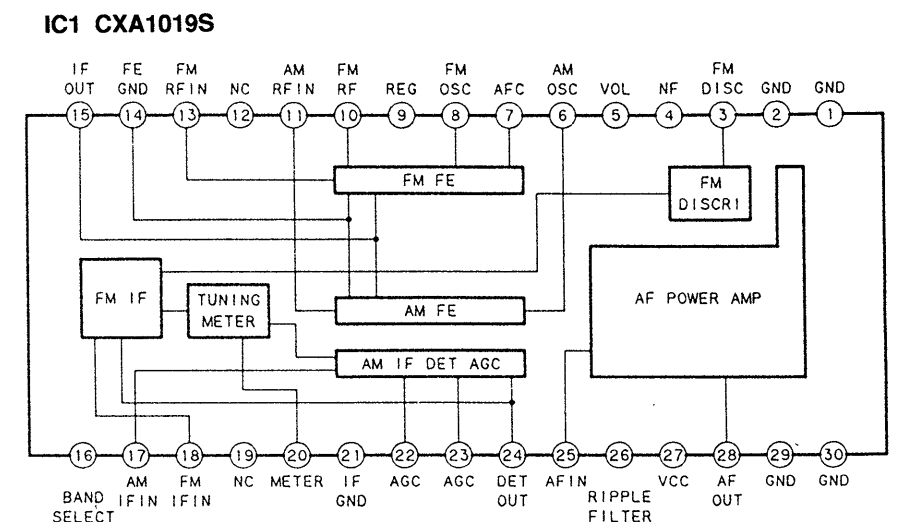 IC1 CXA1019S
IF FE FM AM FM FM AM FM
OUT GND RFIN NC RFIN RF REG OSC AFC OSC VOL NF DISC GND GND
15 14 13 12 11 10 9 8 7 6 5 4 3 2 1
FM FE
FM
DISCRI
FM IF
TUNING
METER
AM FE
AF POWER AMP
AM IF DET AGC
16 17 18 19 20 21 22 23 24 25 26 27 28 29 30
BAND AM FM NC METER IF AGC AGC DET AFIN RIPPLE VCC AF GND GND
SELECT IFIN IFIN GND OUT FILTER OUT